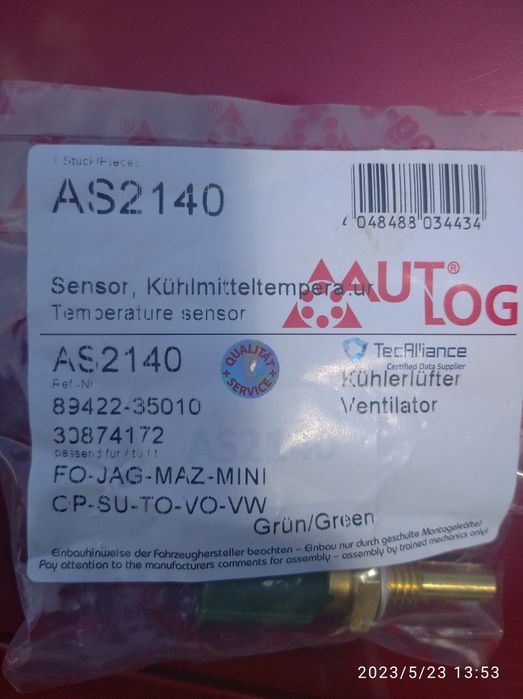 1 Stück/Pieces
AS2140
4 048488 034434
Sensor, Kühlmitteltemperatur
Temperature sensor
AUTLOG®
AS2140
Ref.-Nr.
89422-35010
30874172
passend für / to fit
FO-JAG-MAZ-MINI
OP-SU-TO-VO-VW
QUALITÄT
+ SERVICE +
TecAlliance
Certified Data Supplier
Kühlerlüfter
Ventilator
AS2140
Grün/Green
Einbauhinweise der Fahrzeughersteller beachten - Einbau nur durch geschulte Montagekräfte!
Pay attention to the manufacturers comments for assembly - assembly by trained mechanics only!
2023/5/23 13:53